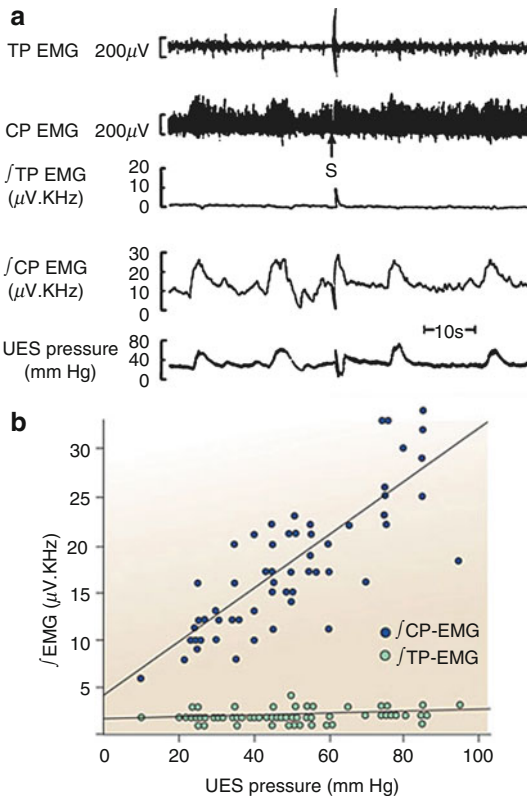 a
TP EMG 200µV
CP EMG 200µV
S
∫TP EMG
(µV.KHz)
20
10
0
∫CP EMG
(µV.KHz)
30
20
10
0
10s
UES pressure
(mm Hg)
80
40
0
b
∫EMG (µV.KHz)
30
25
20
15
10
5
∫CP-EMG
∫TP-EMG
0 20 40 60 80 100
UES pressure (mm Hg)